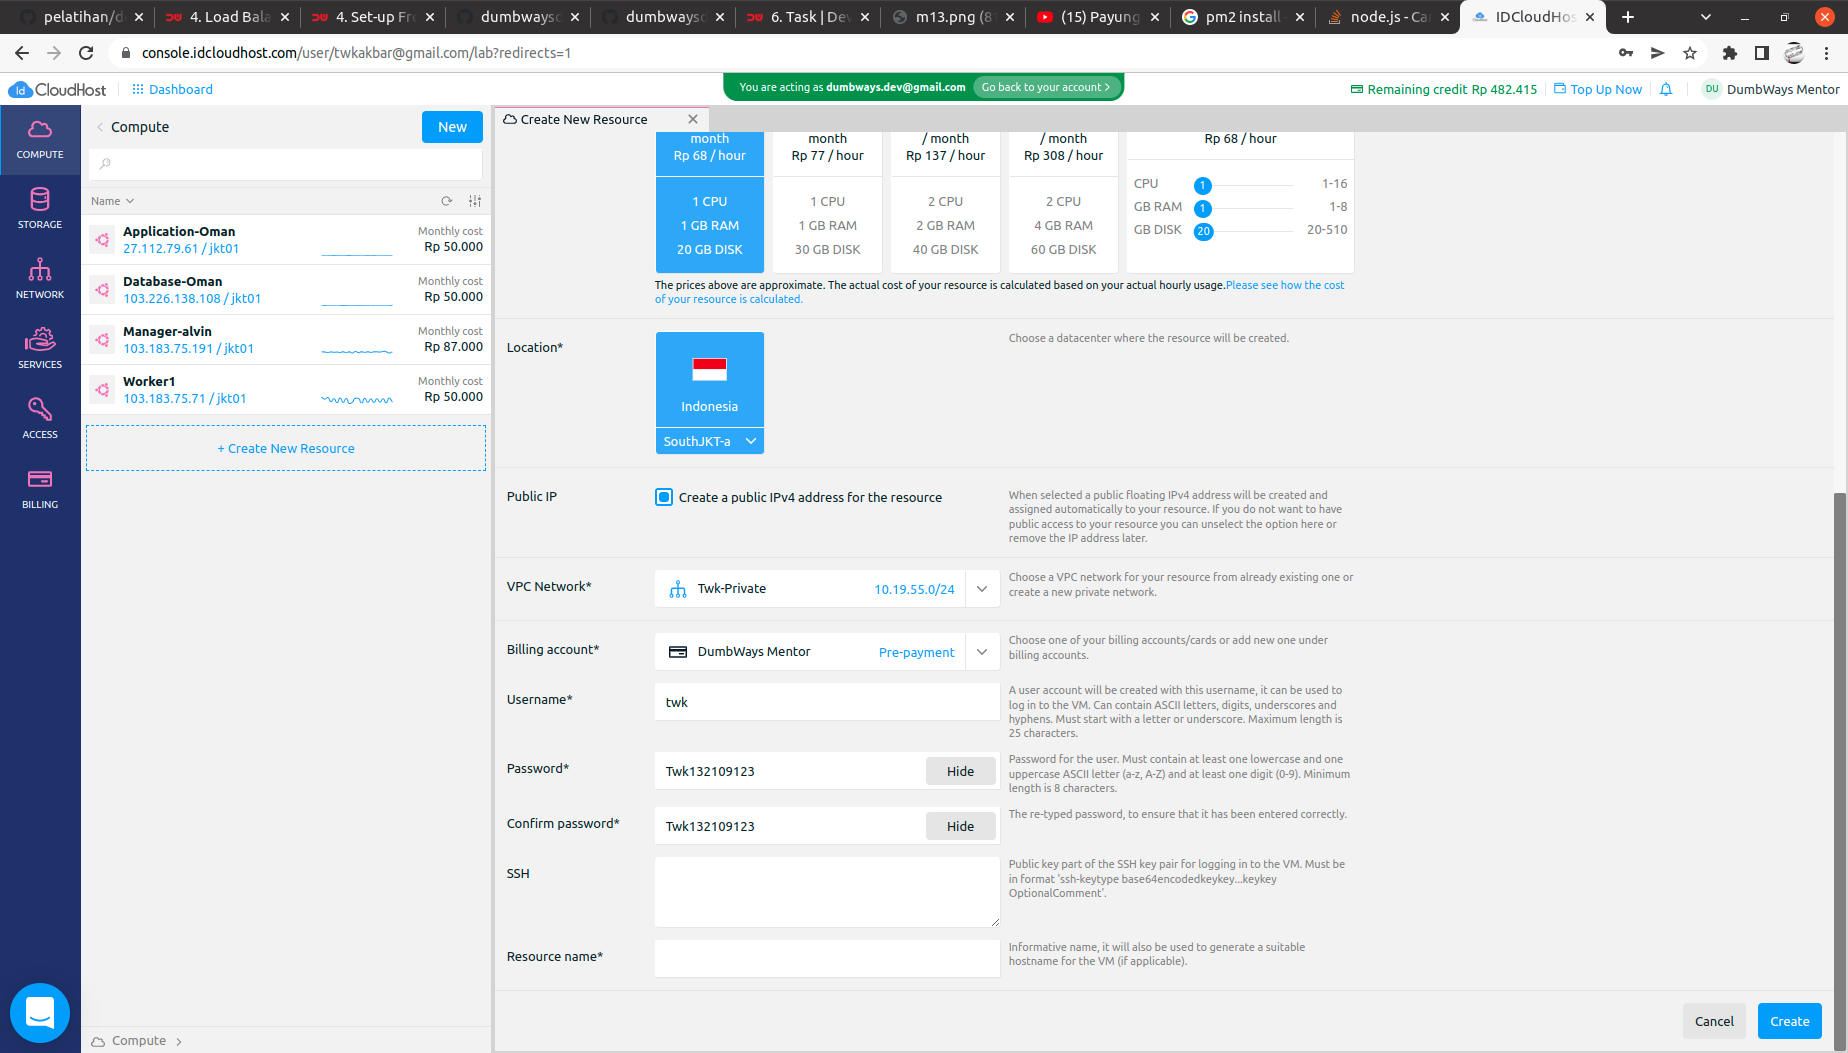 pelatihan/d
4. Load Bala
4. Set-up Fr
dumbwaysd
dumbwaysd
6. Task | Dev
m13.png (8
(15) Payung
pm2 install
node.js - Ca
IDCloudHos
console.idcloudhost.com/user/twkakbar@gmail.com/lab?redirects=1
Id CloudHost
Dashboard
You are acting as dumbways.dev@gmail.com
Go back to your account >
Remaining credit Rp 482.415
Top Up Now
DU
DumbWays Mentor
COMPUTE
STORAGE
NETWORK
SERVICES
ACCESS
BILLING
Compute
New
Name
Application-Oman
27.112.79.61 / jkt01
Monthly cost
Rp 50.000
Database-Oman
103.226.138.108 / jkt01
Monthly cost
Rp 50.000
Manager-alvin
103.183.75.191 / jkt01
Monthly cost
Rp 87.000
Worker1
103.183.75.71 / jkt01
Monthly cost
Rp 50.000
+ Create New Resource
Compute >
Create New Resource
month
Rp 68 / hour
1 CPU
1 GB RAM
20 GB DISK
month
Rp 77 / hour
1 CPU
1 GB RAM
30 GB DISK
/ month
Rp 137 / hour
2 CPU
2 GB RAM
40 GB DISK
/ month
Rp 308 / hour
2 CPU
4 GB RAM
60 GB DISK
Rp 68 / hour
CPU 1 1-16
GB RAM 1 1-8
GB DISK 20 20-510
The prices above are approximate. The actual cost of your resource is calculated based on your actual hourly usage.Please see how the cost
of your resource is calculated.
Location*
Indonesia
SouthJKT-a
Choose a datacenter where the resource will be created.
Public IP
Create a public IPv4 address for the resource
When selected a public floating IPv4 address will be created and
assigned automatically to your resource. If you do not want to have
public access to your resource you can unselect the option here or
remove the IP address later.
VPC Network*
Twk-Private
10.19.55.0/24
Choose a VPC network for your resource from already existing one or
create a new private network.
Billing account*
DumbWays Mentor
Pre-payment
Choose one of your billing accounts/cards or add new one under
billing accounts.
Username*
twk
A user account will be created with this username, it can be used to
log in to the VM. Can contain ASCII letters, digits, underscores and
hyphens. Must start with a letter or underscore. Maximum length is
25 characters.
Password*
Twk132109123
Hide
Password for the user. Must contain at least one lowercase and one
uppercase ASCII letter (a-z, A-Z) and at least one digit (0-9). Minimum
length is 8 characters.
Confirm password*
Twk132109123
Hide
The re-typed password, to ensure that it has been entered correctly.
SSH
Public key part of the SSH key pair for logging in to the VM. Must be
in format 'ssh-keytype base64encodedkeykey...keykey
OptionalComment'.
Resource name*
Informative name, it will also be used to generate a suitable
hostname for the VM (if applicable).
Cancel
Create